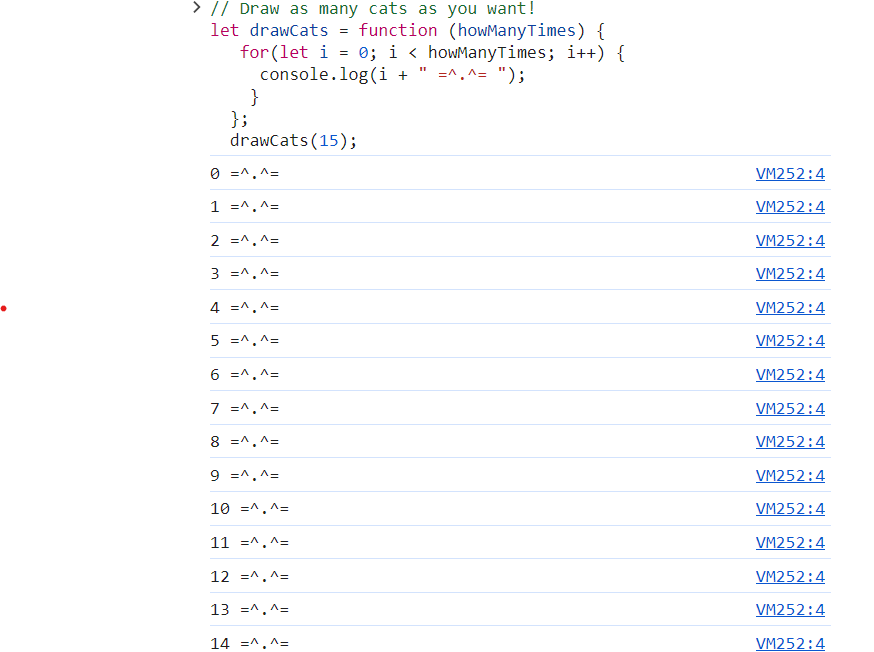 > // Draw as many cats as you want!
let drawCats = function (howManyTimes) {
   for(let i = 0; i < howManyTimes; i++) {
     console.log(i + " =^.^= ");
    }
  };
  drawCats(15);
0 =^.^= VM252:4
1 =^.^= VM252:4
2 =^.^= VM252:4
3 =^.^= VM252:4
4 =^.^= VM252:4
5 =^.^= VM252:4
6 =^.^= VM252:4
7 =^.^= VM252:4
8 =^.^= VM252:4
9 =^.^= VM252:4
10 =^.^= VM252:4
11 =^.^= VM252:4
12 =^.^= VM252:4
13 =^.^= VM252:4
14 =^.^= VM252:4